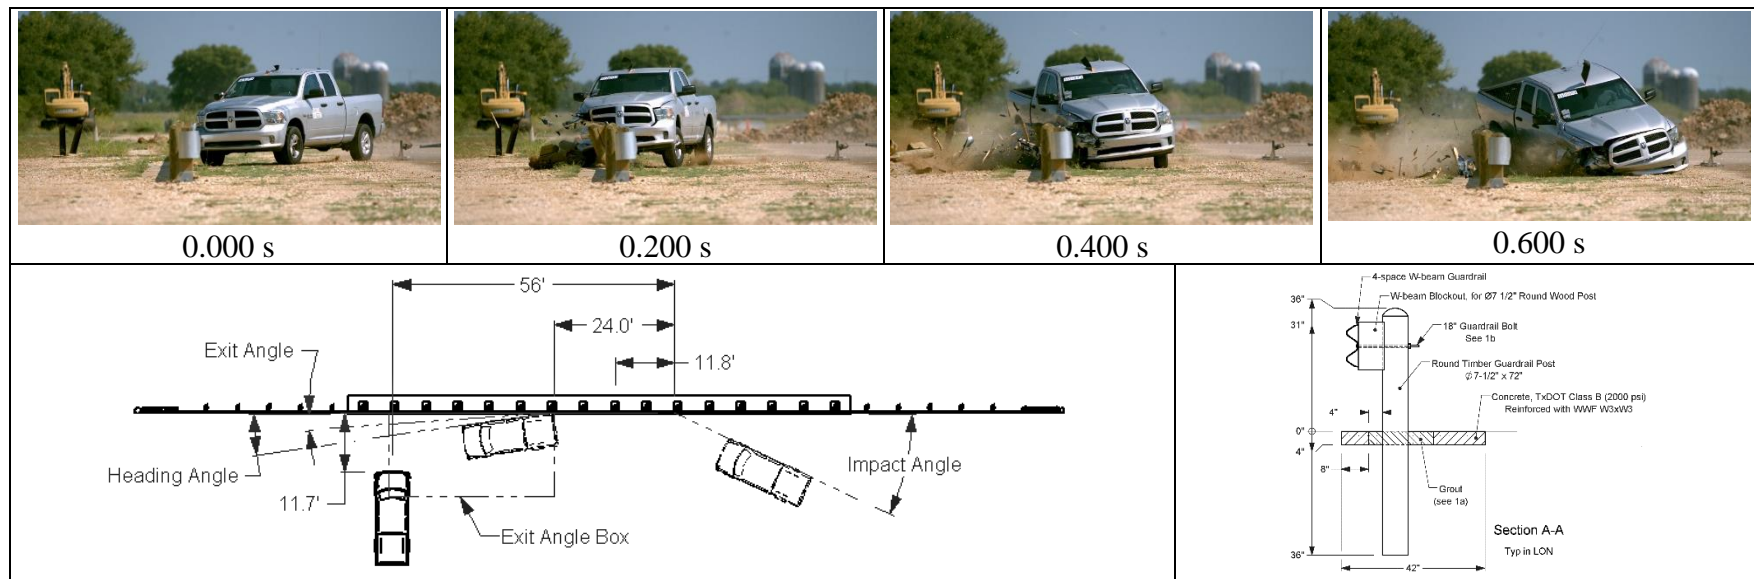 0.000 s
0.200 s
0.400 s
0.600 s
56'
24.0'
11.8'
Exit Angle
Heading Angle
11.7'
Impact Angle
Exit Angle Box
4-space W-beam Guardrail
W-beam Blockout, for Ø7 1/2" Round Wood Post
36"
31"
18" Guardrail Bolt
See 1b
Round Timber Guardrail Post
Ø7-1/2" x 72"
Concrete, TxDOT Class B (2000 psi)
Reinforced with WWF W3xW3
4"
0"
4"
8"
Grout
(see 1a)
Section A-A
Typ in LON
36"
42"